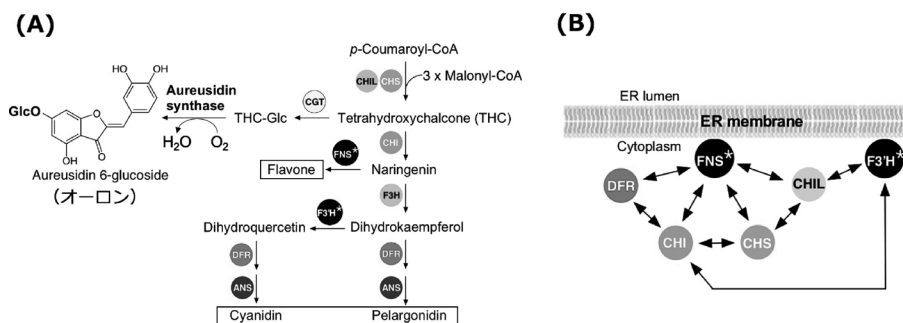 (A)
p-Coumaroyl-CoA
CHIL
CHS
3 x Malonyl-CoA
HO
OH
GlcO
O
O
OH
Aureusidin
synthase
H2O
O2
THC-Glc
CGT
Tetrahydroxychalcone (THC)
Aureusidin 6-glucoside
(オーロン)
CHI
FNS*
Flavone
Naringenin
F3H
F3'H*
Dihydroquercetin
Dihydrokaempferol
DFR
DFR
ANS
ANS
Cyanidin
Pelargonidin
(B)
ER lumen
ER membrane
Cytoplasm
FNS*
F3'H*
DFR
CHIL
CHI
CHS